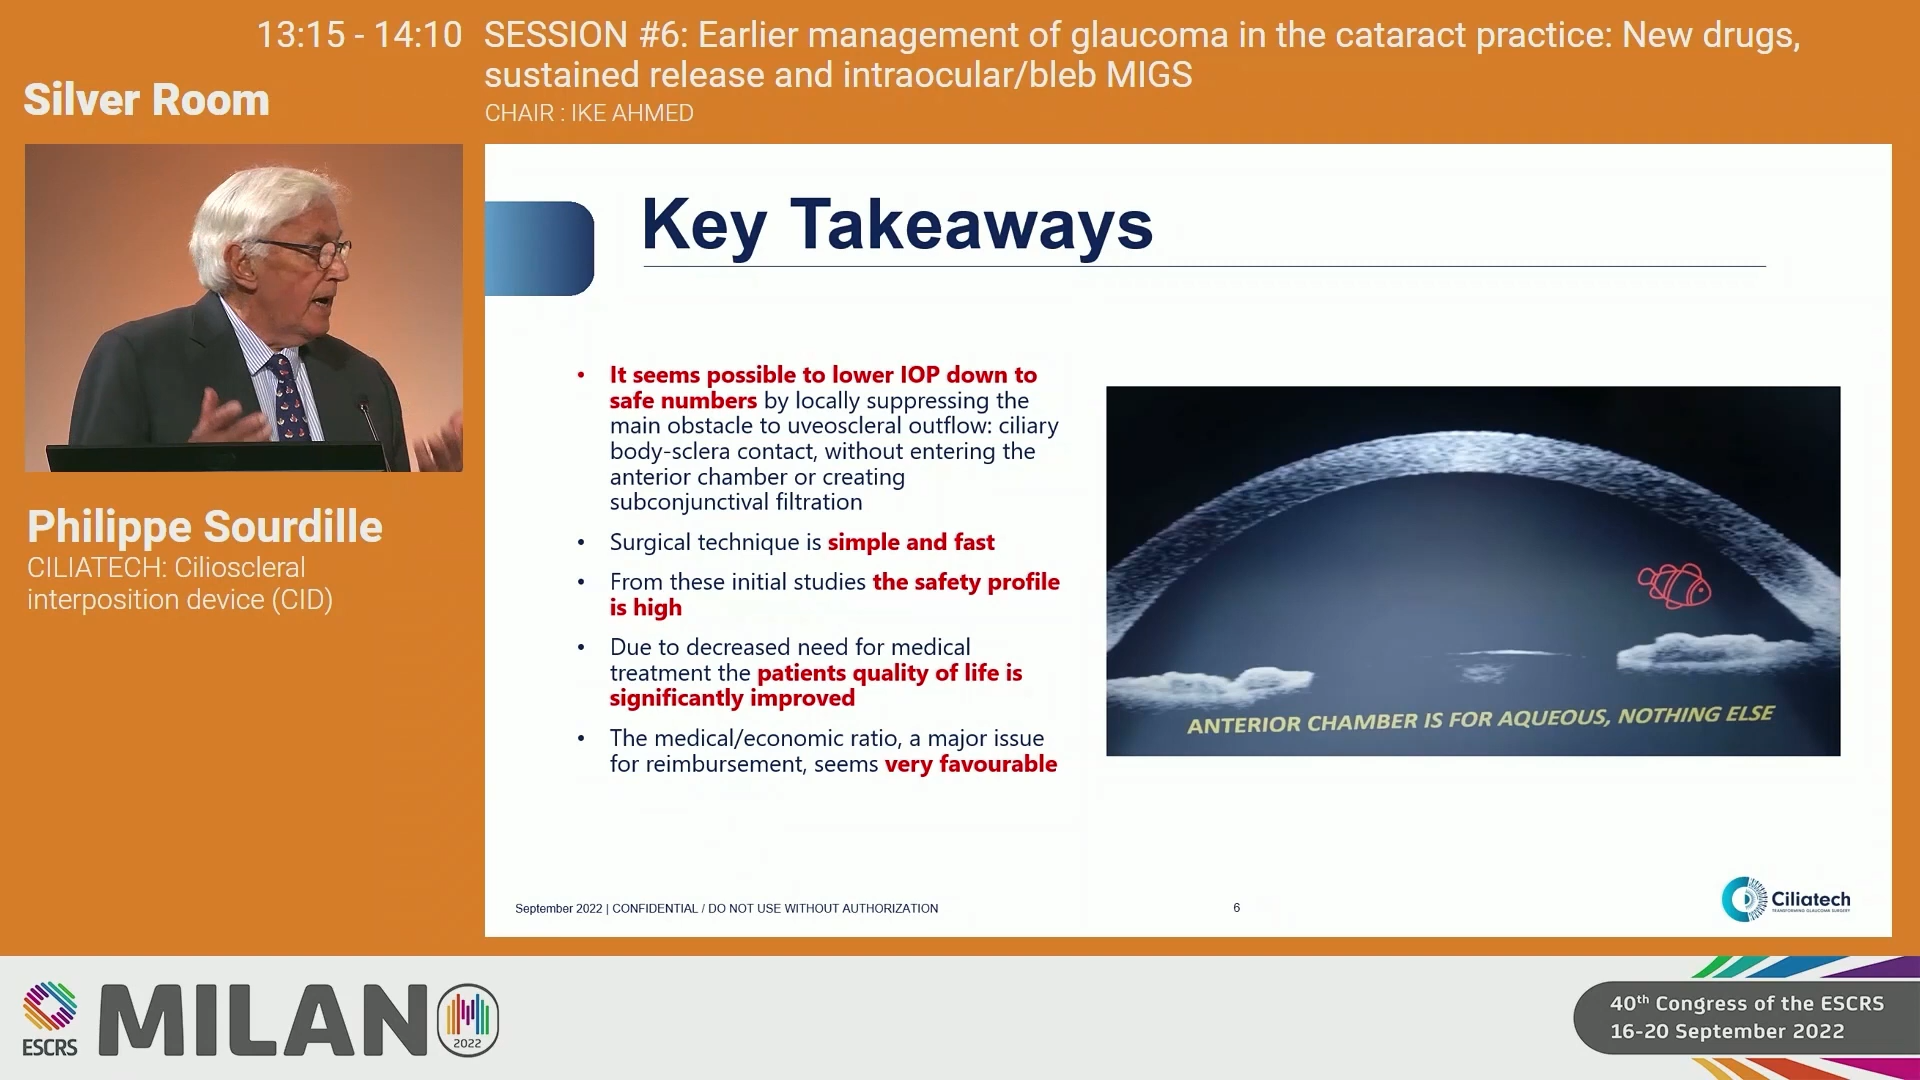 13:15 - 14:10
SESSION #6: Earlier management of glaucoma in the cataract practice: New drugs,
sustained release and intraocular/bleb MIGS
CHAIR : IKE AHMED
Silver Room
Philippe Sourdille
CILIATECH: Cilioscleral
interposition device (CID)
Key Takeaways
• It seems possible to lower IOP down to
safe numbers by locally suppressing the
main obstacle to uveoscleral outflow: ciliary
body-sclera contact, without entering the
anterior chamber or creating
subconjunctival filtration
• Surgical technique is simple and fast
• From these initial studies the safety profile
is high
• Due to decreased need for medical
treatment the patients quality of life is
significantly improved
• The medical/economic ratio, a major issue
for reimbursement, seems very favourable
ANTERIOR CHAMBER IS FOR AQUEOUS, NOTHING ELSE
September 2022 | CONFIDENTIAL / DO NOT USE WITHOUT AUTHORIZATION
6
Ciliatech
TRANSFORMING GLAUCOMA SURGERY
ESCRS
MILANO
2022
40th Congress of the ESCRS
16-20 September 2022